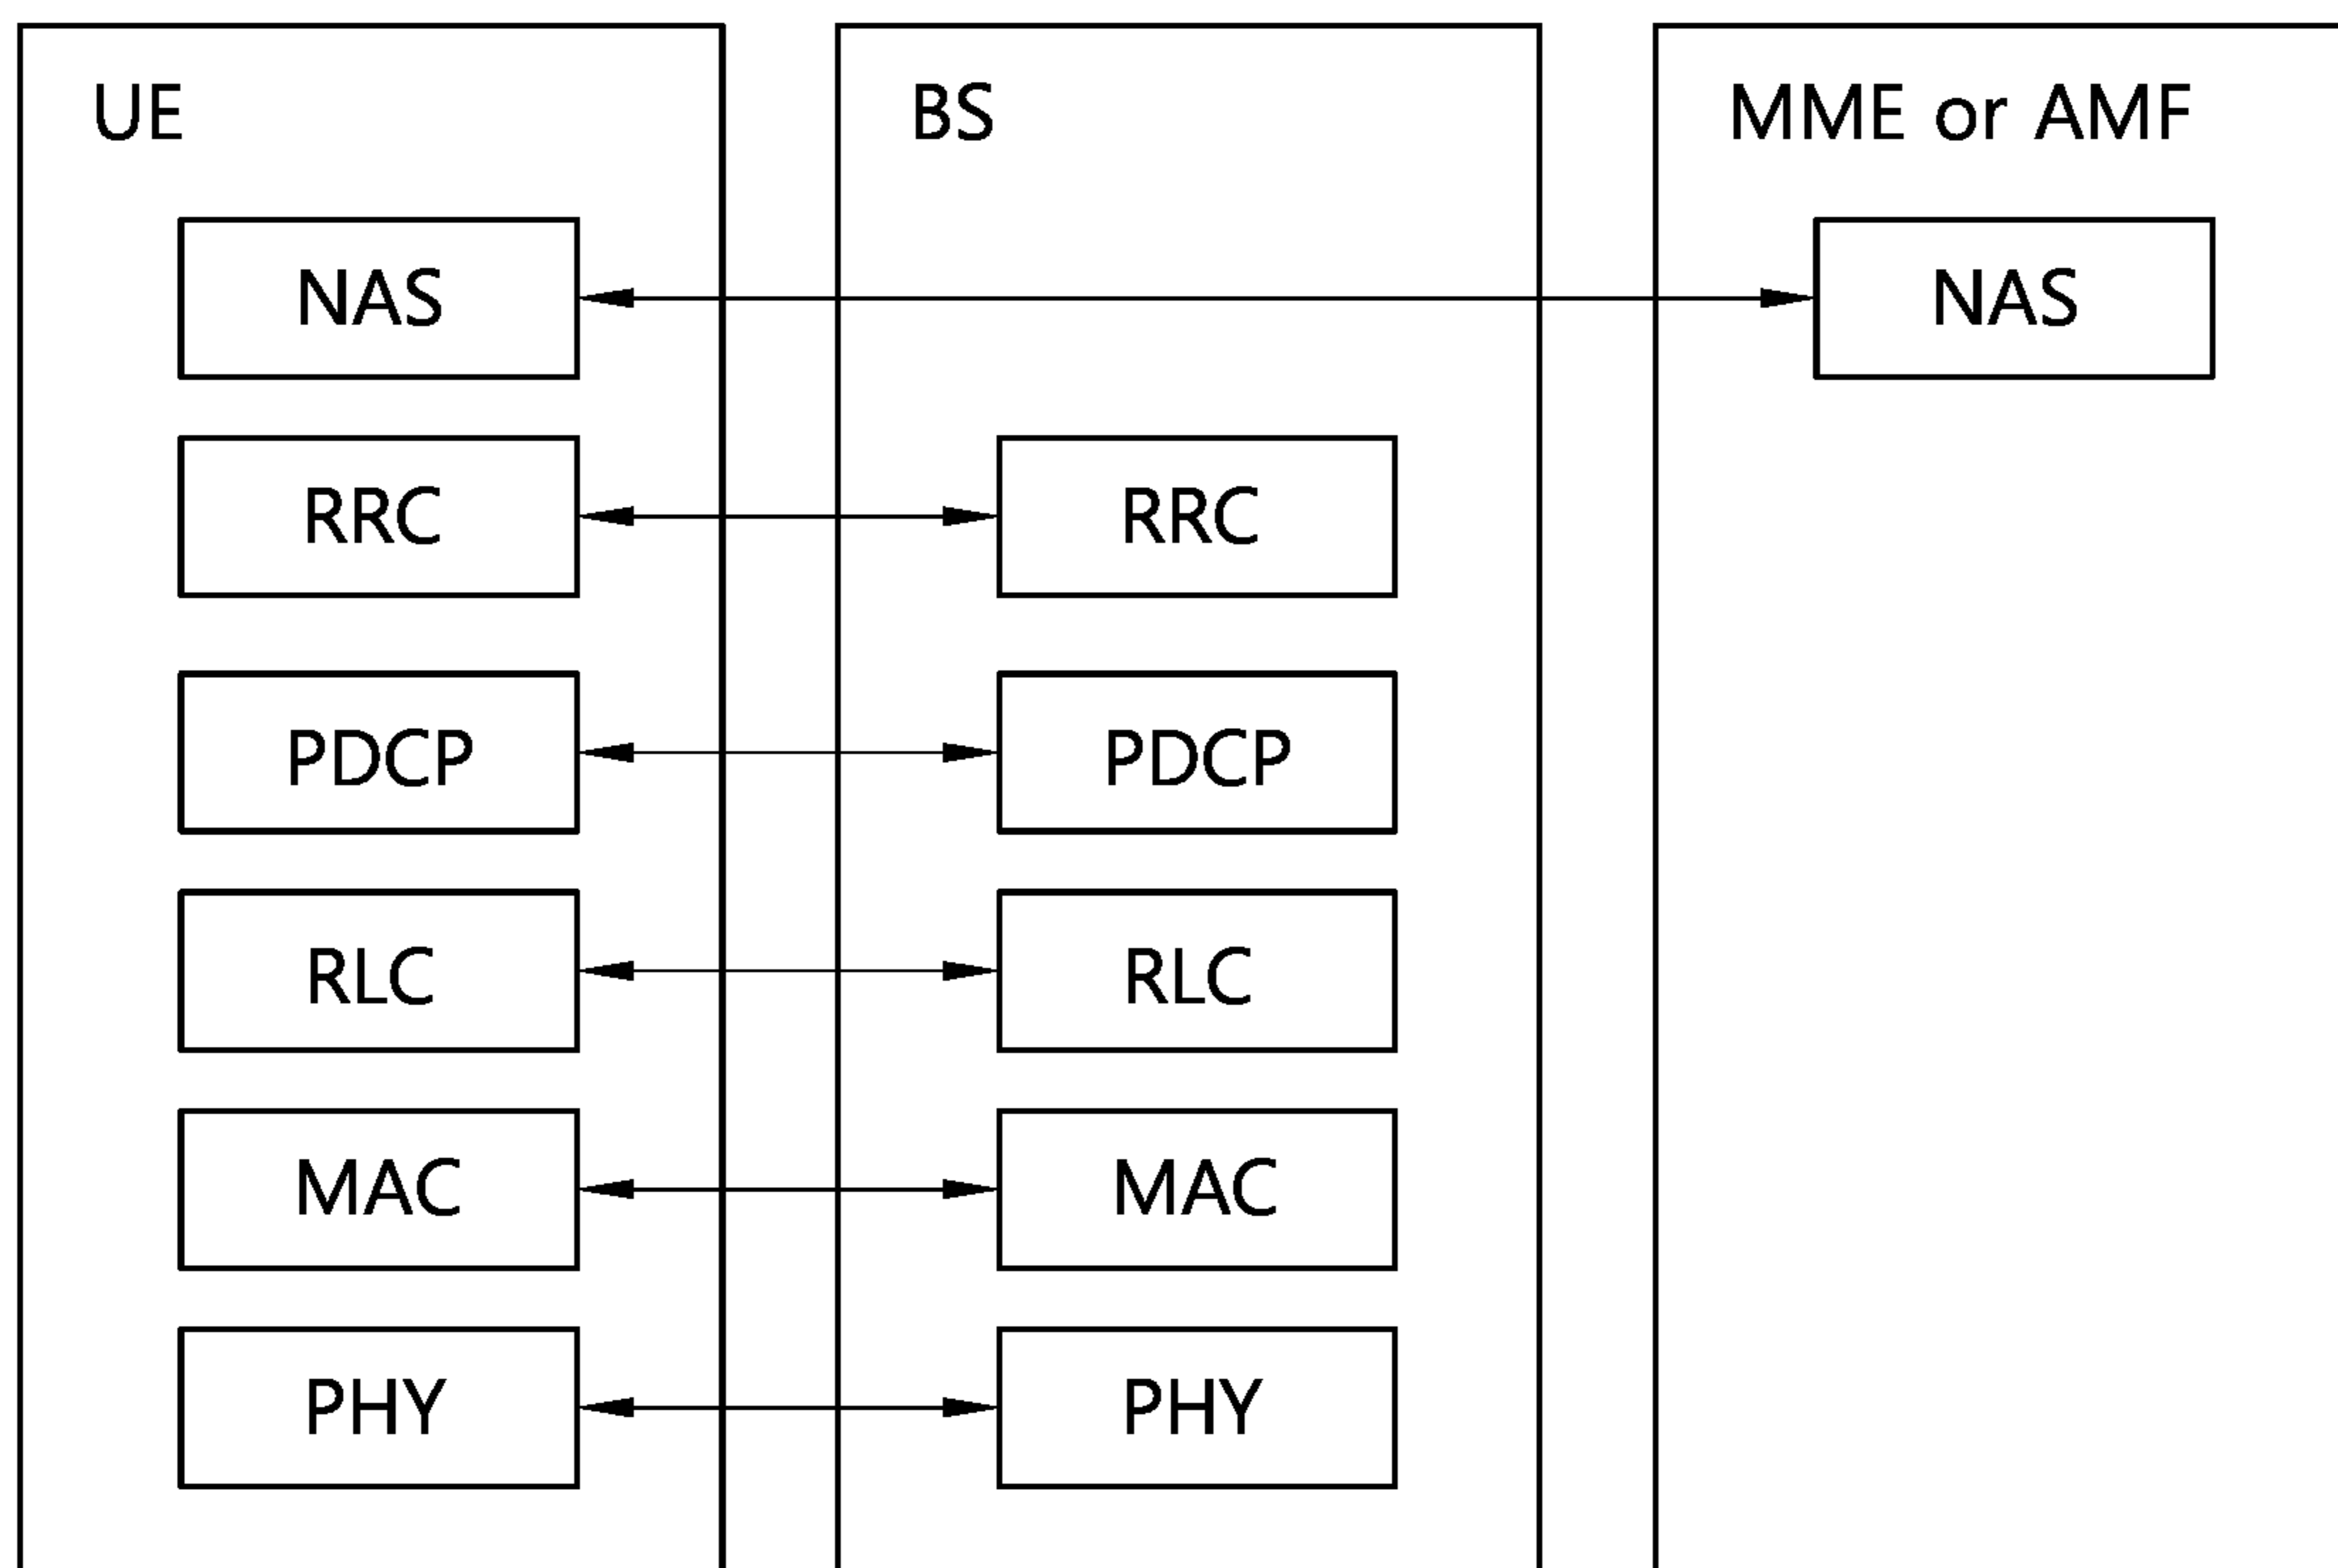 UE
BS
MME or AMF
NAS
NAS
RRC
RRC
PDCP
PDCP
RLC
RLC
MAC
MAC
PHY
PHY